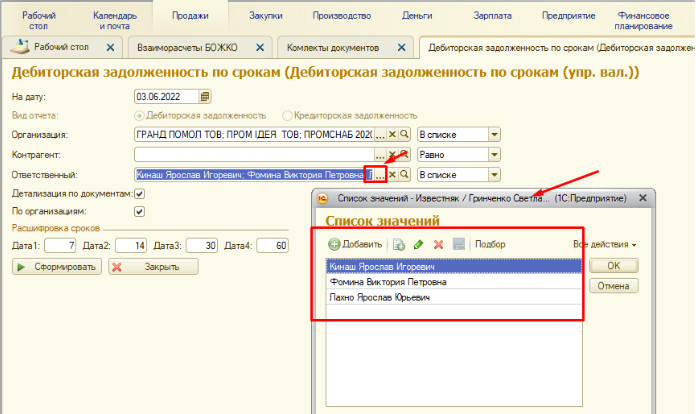 Рабочий стол
Календарь и почта
Продажи
Закупки
Производство
Деньги
Зарплата
Предприятие
Финансовое планирование
Рабочий стол
Взаиморасчеты БОЖКО
Комлекты документов
Дебиторская задолженность по срокам (Дебиторская задолжен
Дебиторская задолженность по срокам (Дебиторская задолженность по срокам (упр. вал.))
На дату: 03.06.2022
Вид отчета: Дебиторская задолженность Кредиторская задолженность
Организация: ГРАНД ПОМОЛ ТОВ; ПРОМ ІДЕЯ ТОВ; ПРОМСНАБ 2020 ... В списке
Контрагент: ... Равно
Ответственный: Кинаш Ярослав Игоревич; Фомина Виктория Петровна ... В списке
Детализация по документам:
По организациям:
Расшифровка сроков
Дата1: 7 Дата2: 14 Дата3: 30 Дата4: 60
Сформировать Закрыть
Список значений - Известняк / Гринченко Светла... (1С:Предприятие)
Список значений
Добавить Подбор Все действия
Кинаш Ярослав Игоревич
Фомина Виктория Петровна
Лахно Ярослав Юрьевич
OK
Отмена